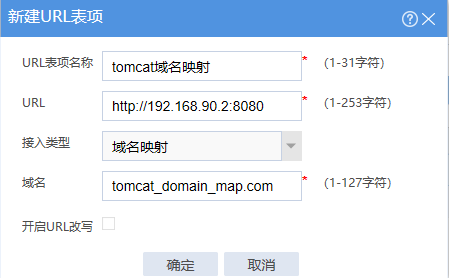 新建URL表项
URL表项名称 tomcat域名映射 * (1-31字符)
URL http://192.168.90.2:8080 * (1-253字符)
接入类型 域名映射
域名 tomcat_domain_map.com * (1-127字符)
开启URL改写
确定 取消